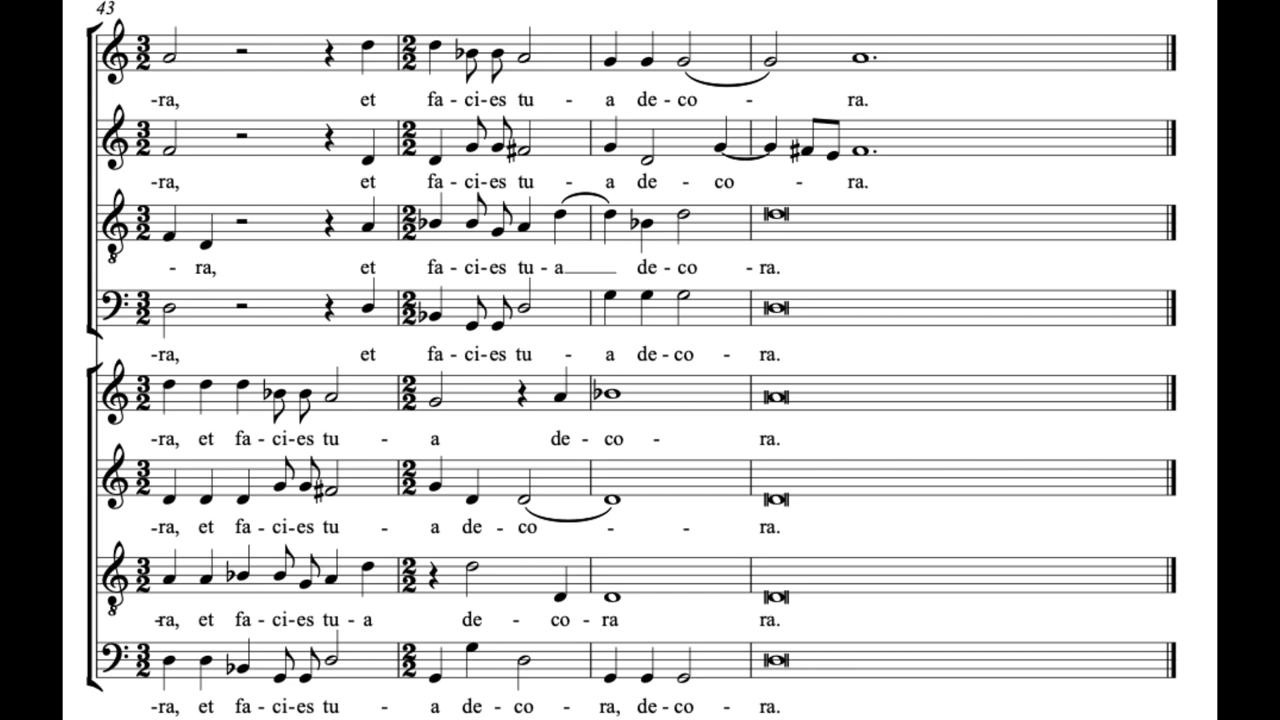 43
-ra, et fa - ci-es tu - a de - co - ra.
-ra, et fa - ci-es tu - a de - co - ra.
- ra, et fa - ci-es tu - a___ de - co - ra.
-ra, et fa - ci-es tu - a de - co - ra.
-ra, et fa - ci-es tu - a de - co - ra.
-ra, et fa - ci-es tu - a de - co - - ra.
-ra, et fa - ci-es tu - a de - co - ra ra.
-ra, et fa - ci-es tu - a de - co - ra, de - co - ra.